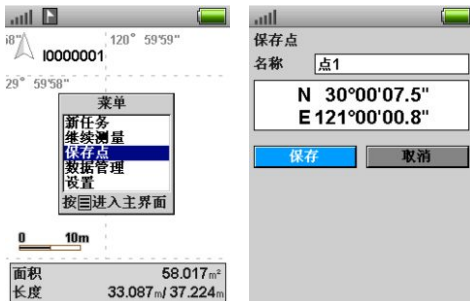 120° 59'59"
I0000001
29° 59'58"
菜单
新任务
继续测量
保存点
数据管理
设置
按进入主界面
0 10m
面积 58.017m²
长度 33.087m/ 37.224m
保存点
名称 点1
N 30°00'07.5"
E 121°00'00.8"
保存 取消